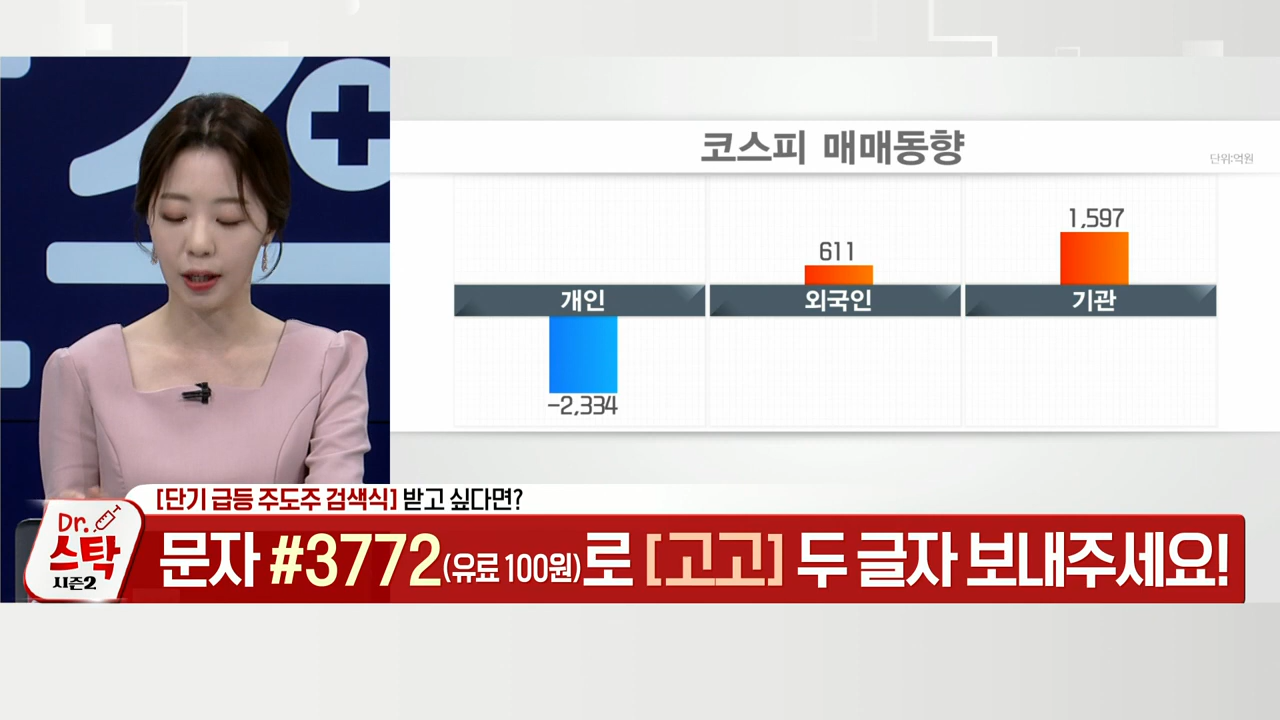 코스피 매매동향
단위:억원
1,597
611
개인
외국인
기관
-2,334
[단기 급등 주도주 검색식] 받고 싶다면?
Dr.
스탁
시즌2
문자 #3772(유료 100원)로 [고고] 두 글자 보내주세요!